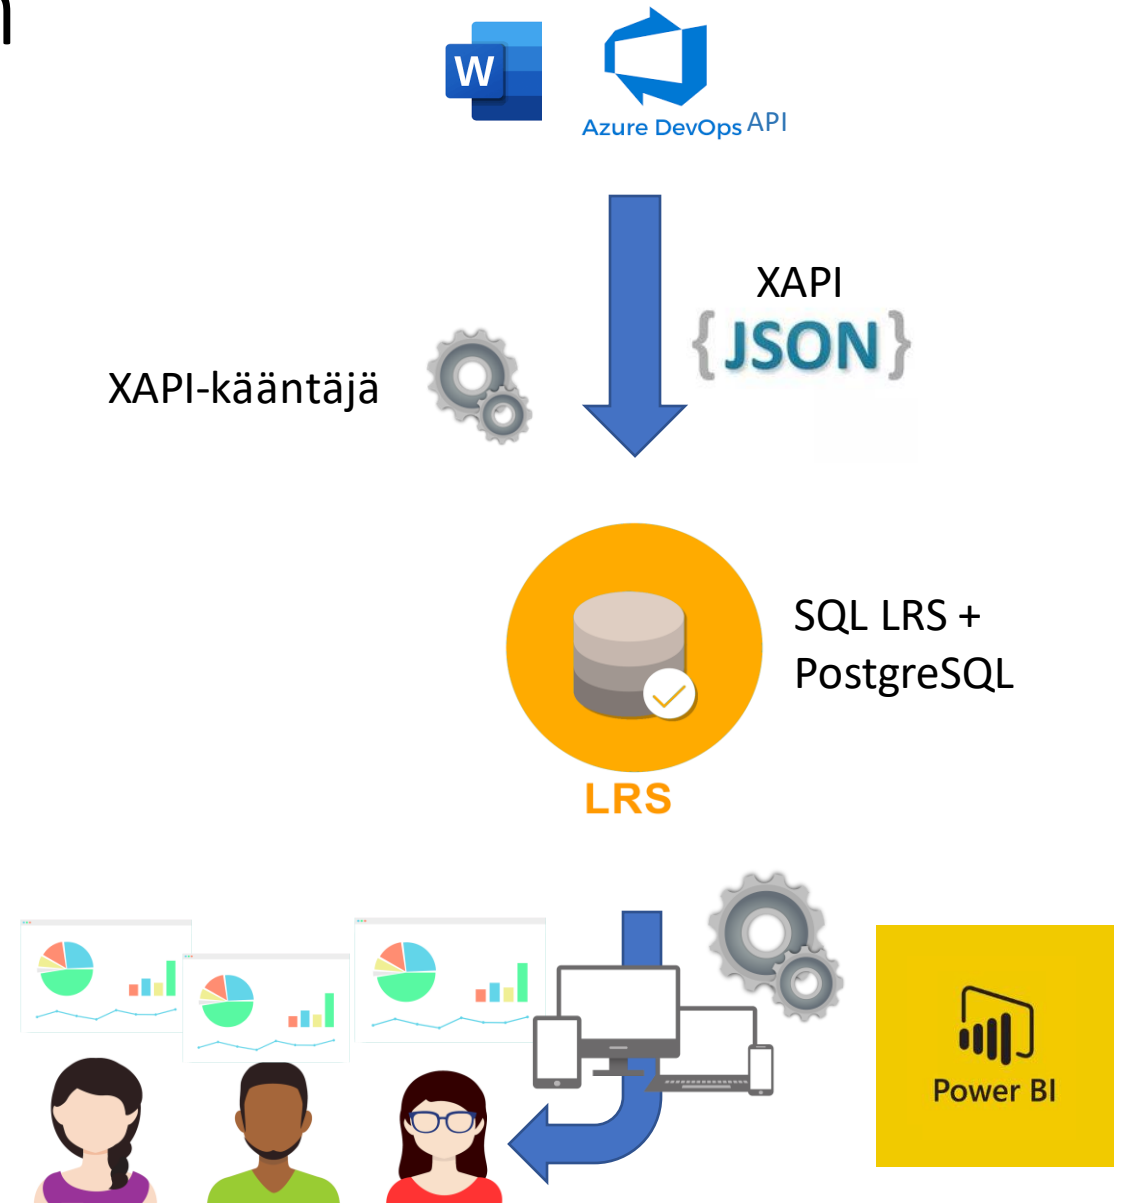 W
Azure DevOps API
XAPI
{JSON}
XAPI-kääntäjä
SQL LRS +
PostgreSQL
LRS
Power BI